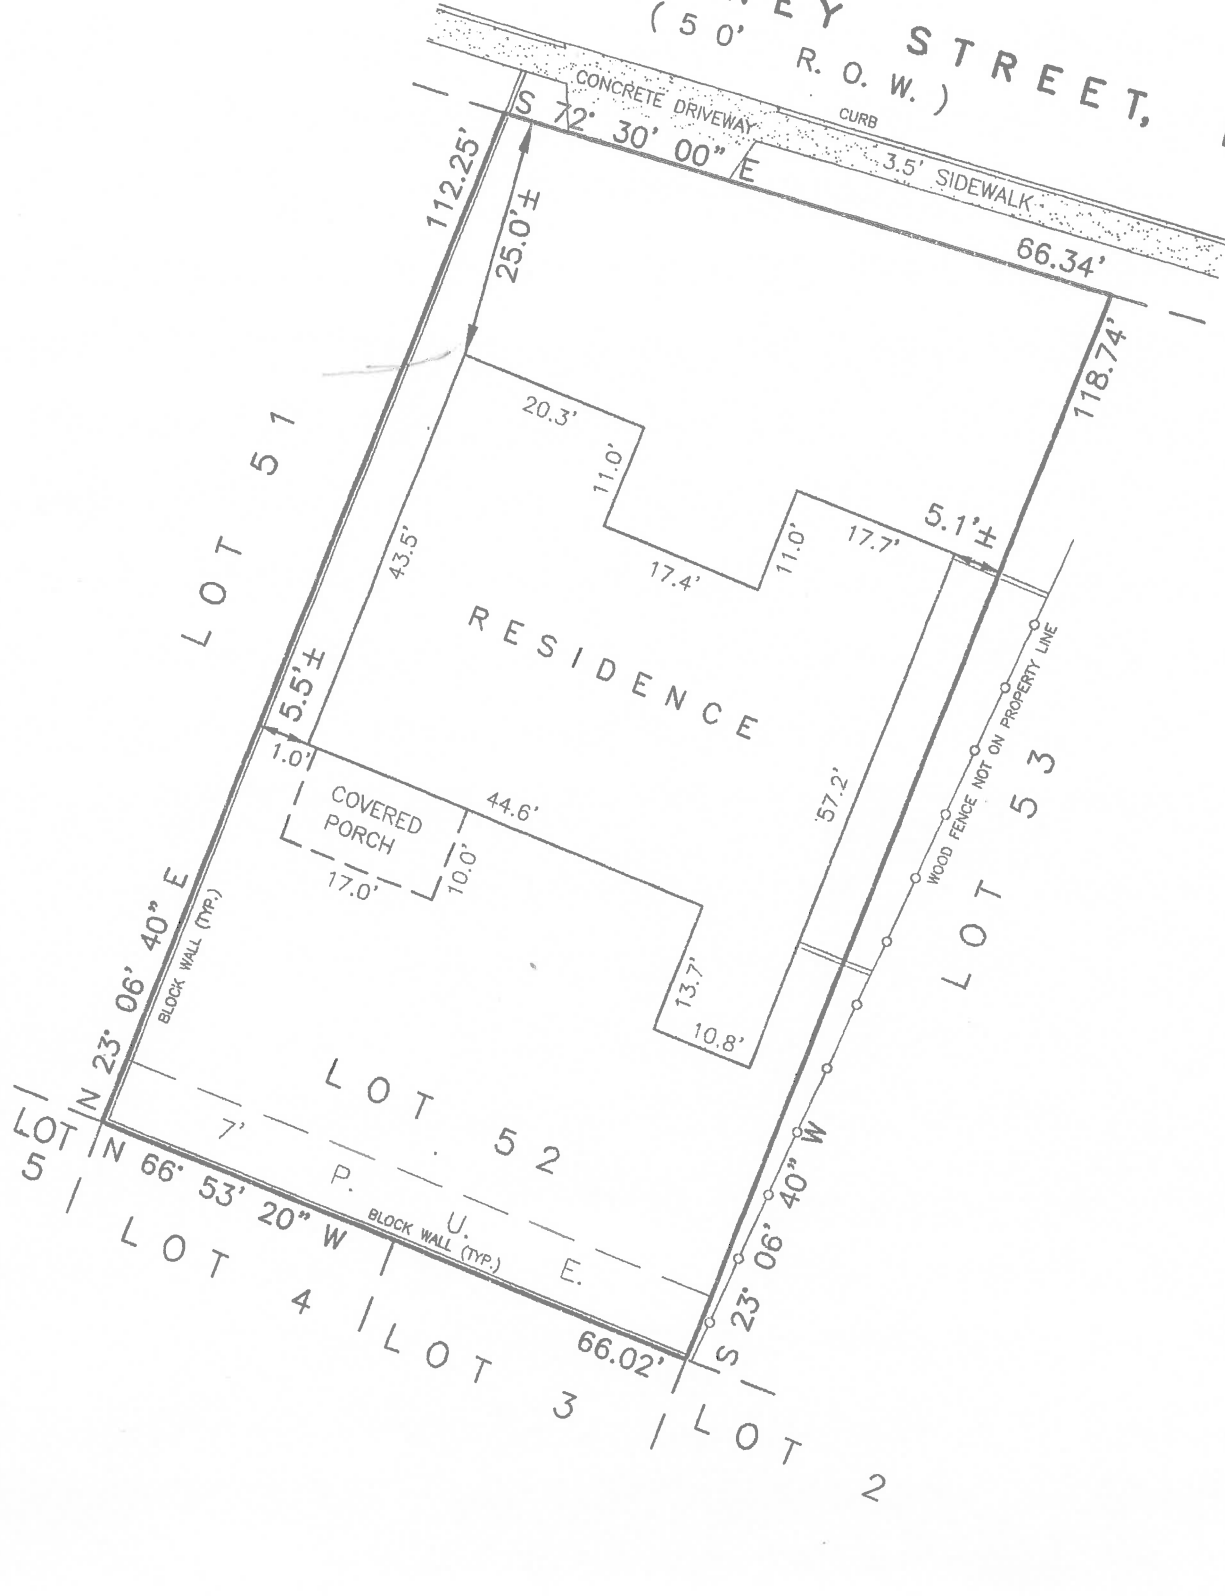 EY STREET,
( 5 0' R. O. W. )
CONCRETE DRIVEWAY
CURB
3.5' SIDEWALK
S 72° 30' 00" E
66.34'
112.25'
25.0'±
118.74'
20.3'
11.0'
17.4'
11.0'
17.7'
5.1'±
43.5'
LOT 51
RESIDENCE
57.2'
WOOD FENCE NOT ON PROPERTY LINE
LOT 53
5.5'±
1.0'
COVERED
PORCH
17.0'
10.0'
44.6'
13.7'
10.8'
N 23° 06' 40" E
BLOCK WALL (TYP.)
LOT 52
7' P. U. E.
S 23° 06' 40" W
N 66° 53' 20" W
BLOCK WALL (TYP.)
66.02'
LOT
5
LOT 4
LOT 3
LOT 2